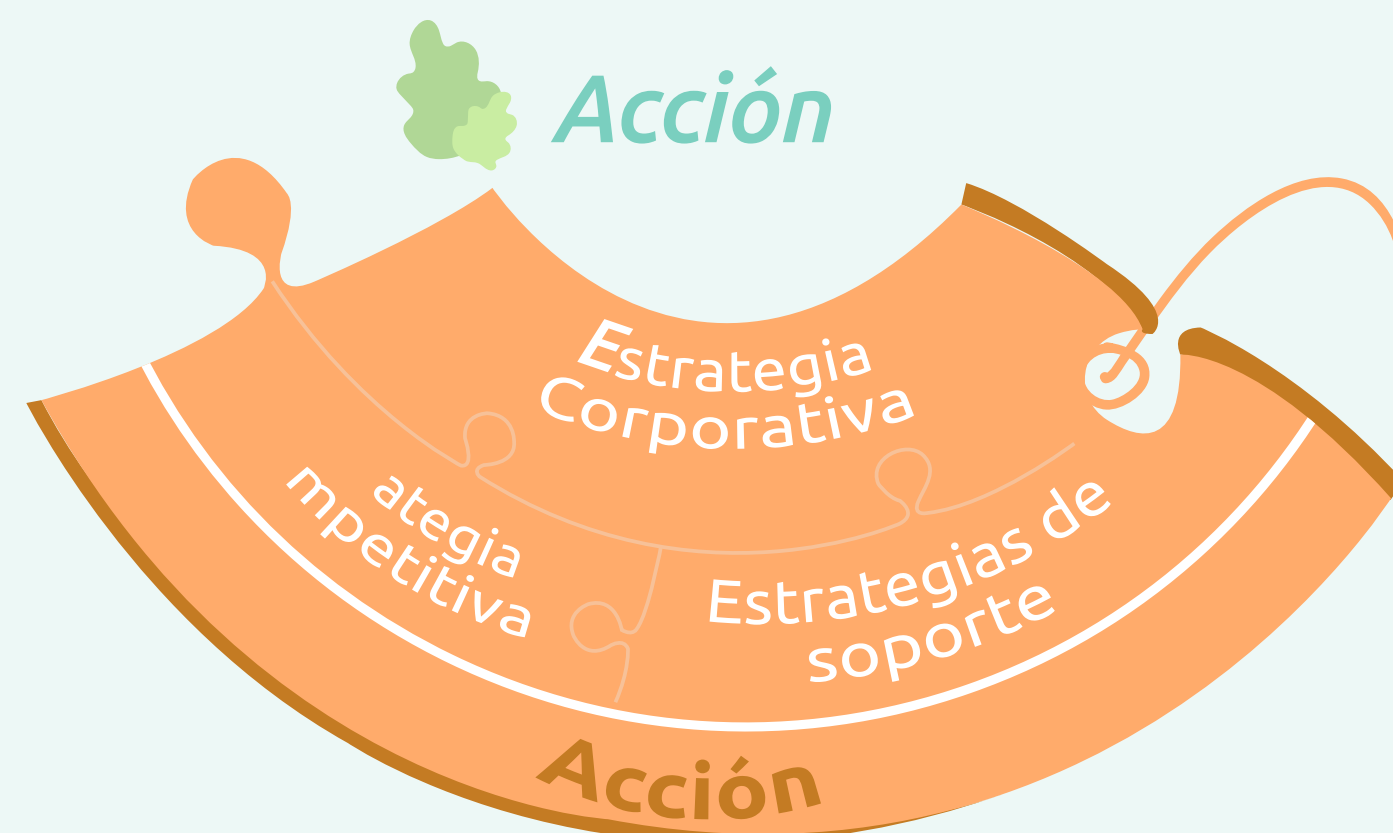 Acción
Estrategia
Corporativa
ategia
mpetitiva
Estrategias de
soporte
Acción